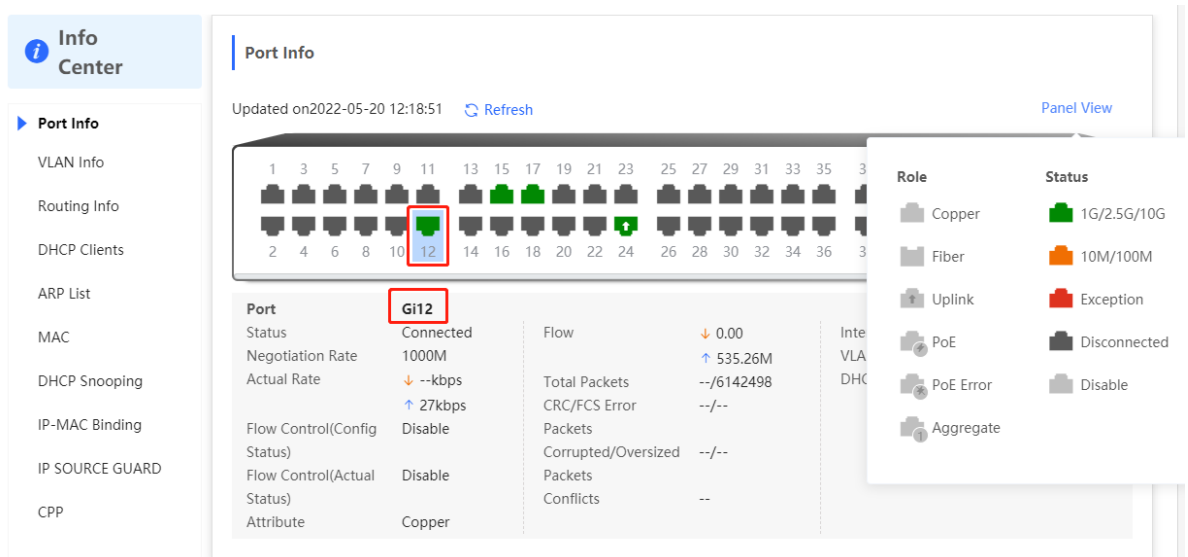 Info
Center
Port Info
VLAN Info
Routing Info
DHCP Clients
ARP List
MAC
DHCP Snooping
IP-MAC Binding
IP SOURCE GUARD
CPP
Port Info
Updated on2022-05-20 12:18:51 Refresh Panel View
1 3 5 7 9 11 13 15 17 19 21 23 25 27 29 31 33 35
2 4 6 8 10 12 14 16 18 20 22 24 26 28 30 32 34 36
Port Gi12
Status Connected
Negotiation Rate 1000M
Actual Rate ↓ --kbps
↑ 27kbps
Flow Control(Config Disable
Status)
Flow Control(Actual Disable
Status)
Attribute Copper
Flow ↓ 0.00
↑ 535.26M
Total Packets --/6142498
CRC/FCS Error --/--
Packets
Corrupted/Oversized --/--
Packets
Conflicts --
Role Status
Copper 1G/2.5G/10G
Fiber 10M/100M
Uplink Exception
PoE Disconnected
PoE Error Disable
Aggregate 1